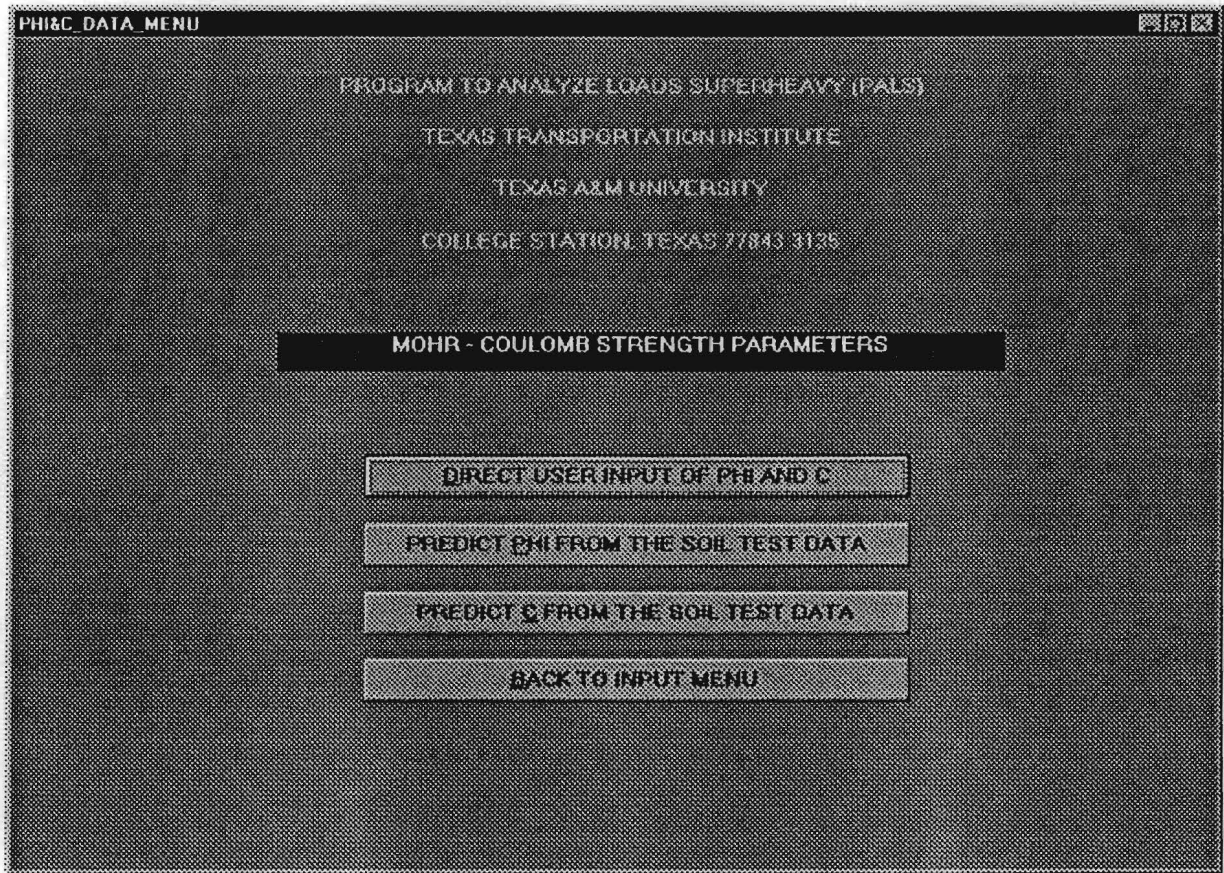 PHI&C_DATA_MENU
PROGRAM TO ANALYZE LOADS SUPERHEAVY (PALS)
TEXAS TRANSPORTATION INSTITUTE
TEXAS A&M UNIVERSITY
COLLEGE STATION, TEXAS 77843-3135
MOHR - COULOMB STRENGTH PARAMETERS
DIRECT USER INPUT OF PHI AND C
PREDICT PHI FROM THE SOIL TEST DATA
PREDICT C FROM THE SOIL TEST DATA
BACK TO INPUT MENU